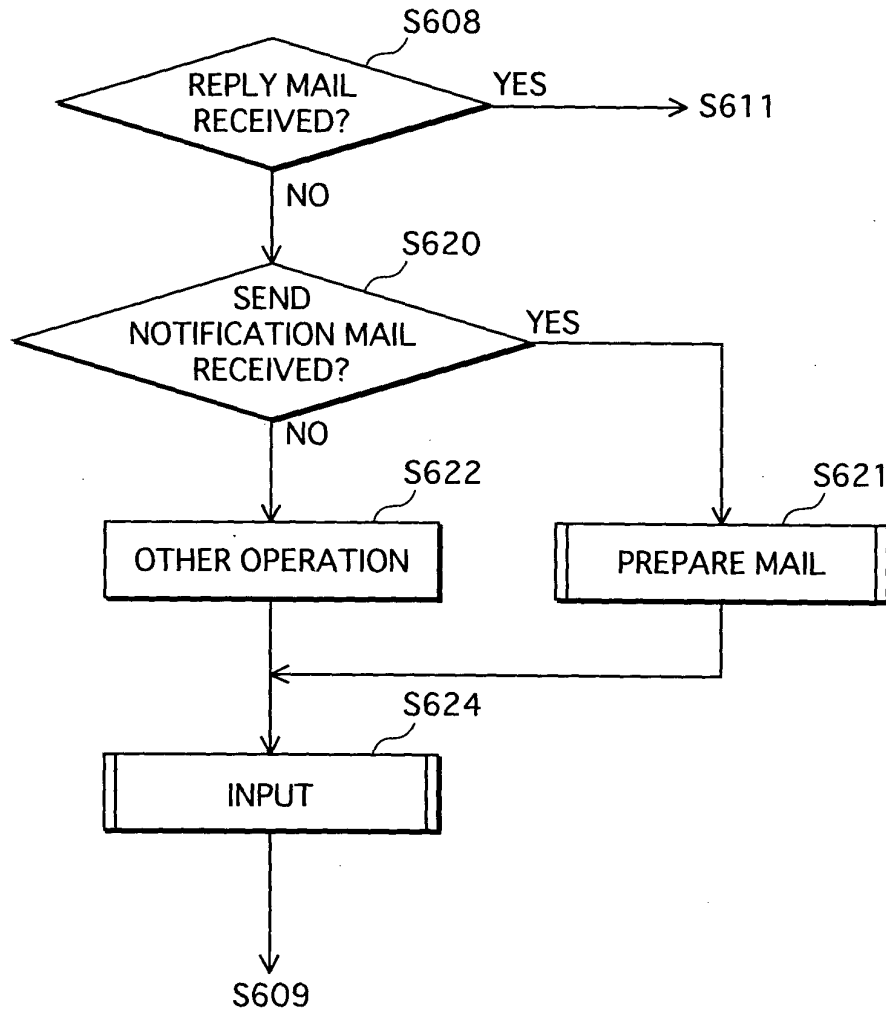 S608
REPLY MAIL
RECEIVED?
YES
S611
NO
S620
SEND
NOTIFICATION MAIL
RECEIVED?
YES
NO
S622
OTHER OPERATION
S621
PREPARE MAIL
S624
INPUT
S609